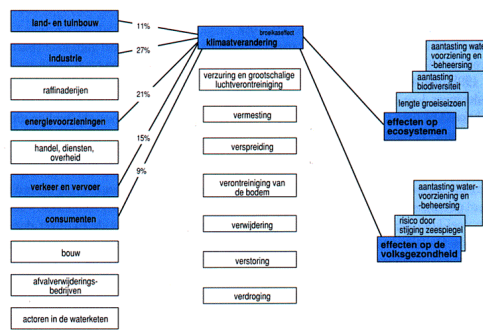 land- en tuinbouw
industrie
raffinaderijen
energievoorzieningen
handel, diensten,
overheid
verkeer en vervoer
consumenten
bouw
afvalverwijderings-
bedrijven
actoren in de waterketen
11%
27%
21%
15%
9%
broeikaseffect
klimaatverandering
verzuring en grootschalige
luchtverontreiniging
vermesting
verspreiding
verontreiniging van
de bodem
verwijdering
verstoring
verdroging
aantasting water-
voorziening en
-beheersing
aantasting
biodiversiteit
lengte groeiseizoen
effecten op
ecosystemen
aantasting water-
voorziening en
-beheersing
risico door
stijging zeespiegel
effecten op de
volksgezondheid